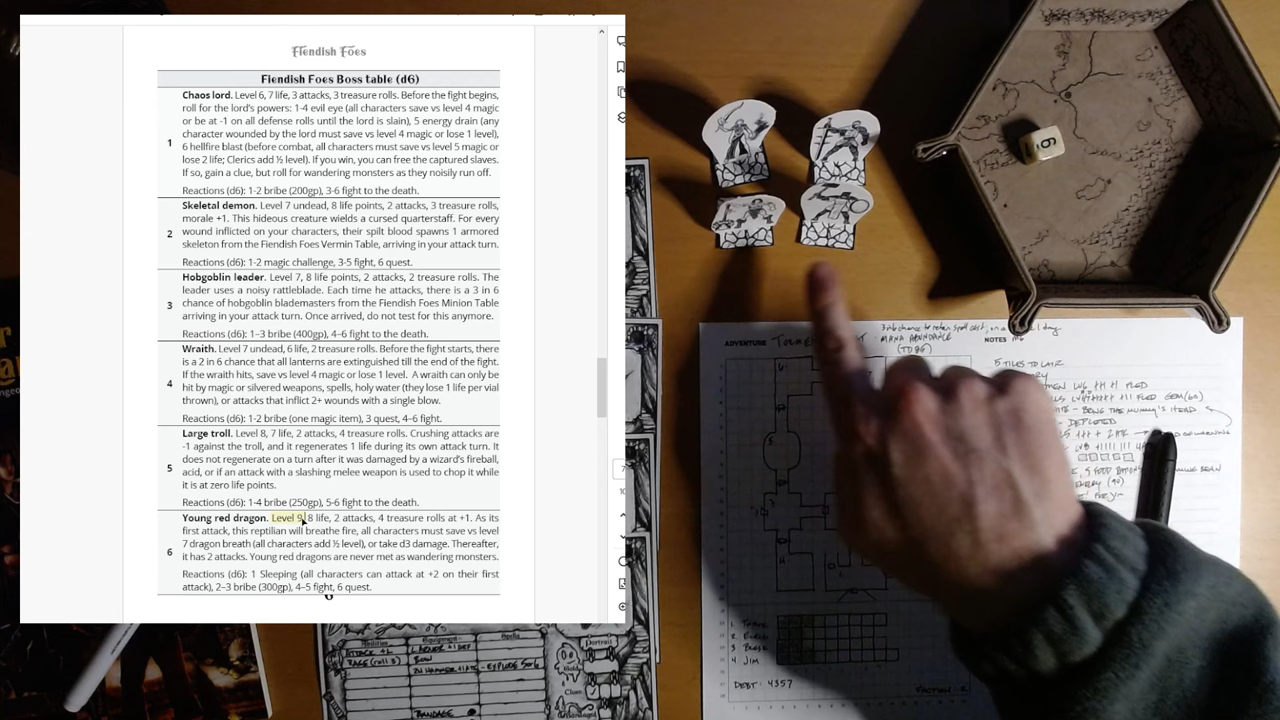 Fiendish Foes
Fiendish Foes Boss table (d6)
Chaos lord. Level 6, 7 life, 3 attacks, 3 treasure rolls. Before the fight begins,
roll for the lord's powers: 1-4 evil eye (all characters save vs level 4 magic
or be at -1 on all defense rolls until the lord is slain), 5 energy drain (any
character wounded by the lord must save vs level 4 magic or lose 1 level),
1
6 hellfire blast (before combat, all characters must save vs level 5 magic or
lose 2 life; Clerics add ½ level). If you win, you can free the captured slaves.
If so, gain a clue, but roll for wandering monsters as they noisily run off.
Reactions (d6): 1-2 bribe (200gp), 3-6 fight to the death.
Skeletal demon. Level 7 undead, 8 life points, 2 attacks, 3 treasure rolls,
morale +1. This hideous creature wields a cursed quarterstaff. For every
2
wound inflicted on your characters, their spilt blood spawns 1 armored
skeleton from the Fiendish Foes Vermin Table, arriving in your attack turn.
Reactions (d6): 1-2 magic challenge, 3-5 fight, 6 quest.
Hobgoblin leader. Level 7, 8 life points, 2 attacks, 2 treasure rolls. The
leader uses a noisy rattleblade. Each time he attacks, there is a 3 in 6
3
chance of hobgoblin blademasters from the Fiendish Foes Minion Table
arriving in your attack turn. Once arrived, do not test for this anymore.
Reactions (d6): 1–3 bribe (400gp), 4–6 fight to the death.
Wraith. Level 7 undead, 6 life, 2 treasure rolls. Before the fight starts, there
is a 2 in 6 chance that all lanterns are extinguished till the end of the fight.
If the wraith hits, save vs level 4 magic or lose 1 level. A wraith can only be
4
hit by magic or silvered weapons, spells, holy water (they lose 1 life per vial
thrown), or attacks that inflict 2+ wounds with a single blow.
Reactions (d6): 1-2 bribe (one magic item), 3 quest, 4–6 fight.
Large troll. Level 8, 7 life, 2 attacks, 4 treasure rolls. Crushing attacks are
-1 against the troll, and it regenerates 1 life during its own attack turn. It
does not regenerate on a turn after it was damaged by a wizard's fireball,
5
acid, or if an attack with a slashing melee weapon is used to chop it while
it is at zero life points.
Reactions (d6): 1-4 bribe (250gp), 5-6 fight to the death.
Young red dragon. Level 9, 8 life, 2 attacks, 4 treasure rolls at +1. As its
first attack, this reptilian will breathe fire, all characters must save vs level
7 dragon breath (all characters add ½ level), or take d3 damage. Thereafter,
6
it has 2 attacks. Young red dragons are never met as wandering monsters.
Reactions (d6): 1 Sleeping (all characters can attack at +2 on their first
attack), 2–3 bribe (300gp), 4–5 fight, 6 quest.
6
ADVENTURE
MANA ABUNDANCE
(TD86)
NOTES
5 TILES TO LAIR
- DEPLETED
DEBT: 4357
Equipment
Spells
Portrait
ATTACK +L
RAGE (roll 3)
BOW
BANDAGE
4 JIM